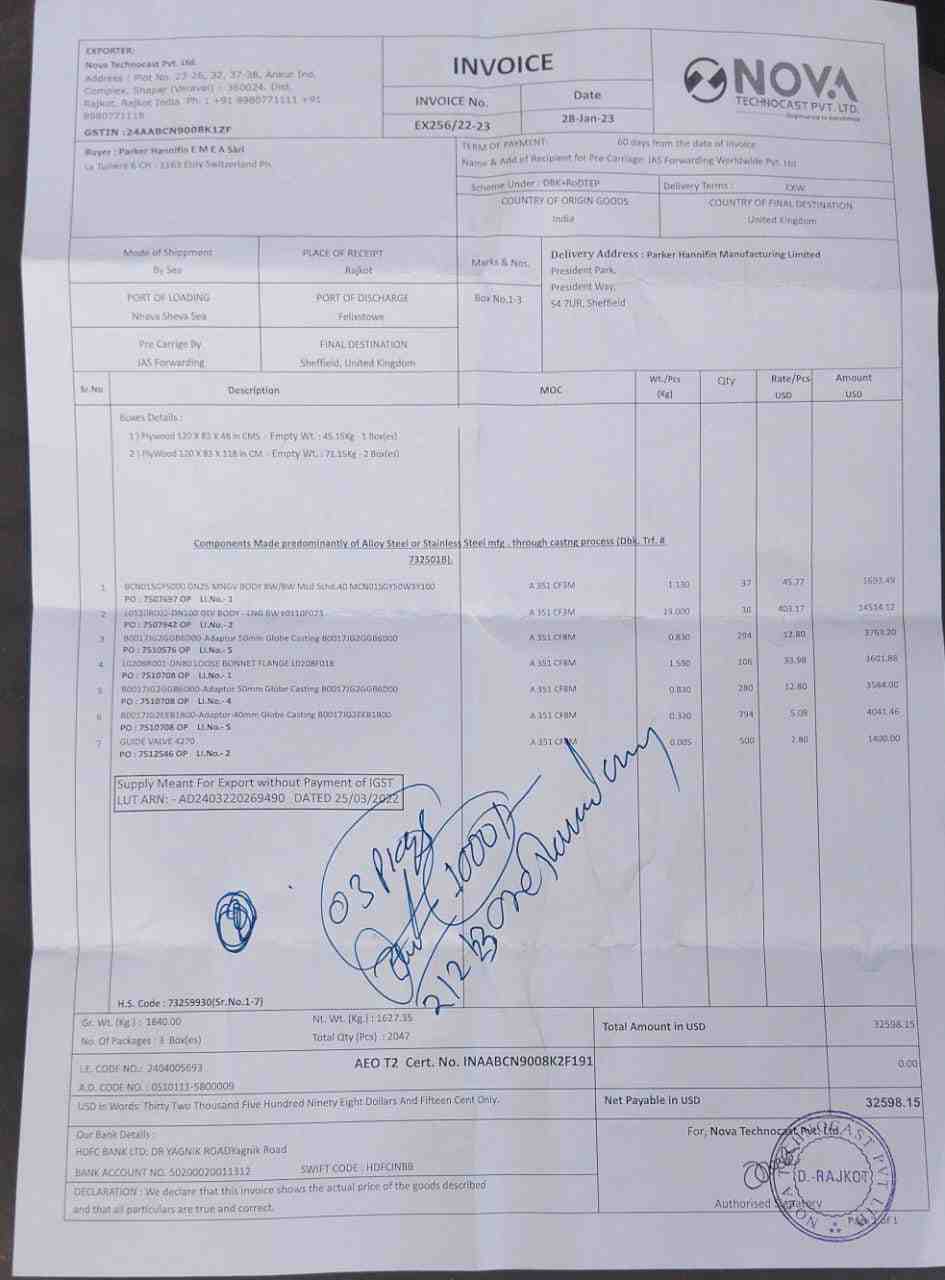 EXPORTER:
Nova Technocast Pvt. Ltd.
Address : Plot No. 23-26, 32, 37-38, Ankur Ind.
Complex, Shapar (Veraval) - 360024. Dist.
Rajkot, Rajkot India Ph. : +91 9980771111 +91
9980771118
GSTIN :24AABCN9008K1ZF
INVOICE
INVOICE No.
Date
EX256/22-23
28-Jan-23
NOVA
TECHNOCAST PVT. LTD.
Buyer : Parker Hannifin E M E A Sàrl
La Tuiliere 6 CH - 1163 Etoy Switzerland Ph.
TERM OF PAYMENT: 60 days from the date of invoice
Name & Add of Recipient for Pre Carriage: JAS Forwarding Worldwide Pvt. Ltd
Scheme Under : DBK+RoDTEP
Delivery Terms : EXW
COUNTRY OF ORIGIN GOODS
India
COUNTRY OF FINAL DESTINATION
United Kingdom
Mode of Shippment
By Sea
PLACE OF RECEIPT
Rajkot
PORT OF LOADING
Nhava Sheva Sea
PORT OF DISCHARGE
Felixstowe
Pre Carrige By
JAS Forwarding
FINAL DESTINATION
Sheffield, United Kingdom
Marks & Nos.
Box No.1-3
Delivery Address : Parker Hannifin Manufacturing Limited
President Park,
President Way,
S4 7UR, Sheffield
Sr.No Description MOC Wt./Pcs (Kg) Qty Rate/Pcs USD Amount USD
Boxes Details :
1 ) Plywood 120 X 83 X 48 in CMS. - Empty Wt. : 45.15Kg - 1 Box(es)
2 ) PlyWood 120 X 83 X 118 in CM. - Empty Wt. : 71.15Kg - 2 Box(es)
Components Made predominantly of Alloy Steel or Stainless Steel mfg . through castng process (Dbk. Trf. #
732501B).
1 DN25 MNGV BODY BW/BW Mtd Schd.40 MCN01SGY50W3Y100 A 351 CF3M 1.130 37 45.77 1693.49
PO : 7507697 OP LI.No.- 1
2 BODY - LNG BW A 351 CF3M 19.000 36 403.17 14514.12
PO : 7507942 OP LI.No.- 2
3 B0017JG2GGB6000-Adaptor 50mm Globe Casting B0017JG2GGB6000 A 351 CF8M 0.830 294 12.80 3763.20
PO : 7510576 OP LI.No.- 5
4 10208R001-DN80 LOOSE BONNET FLANGE 10208F018 A 351 CF8M 1.550 106 33.98 3601.88
PO : 7510708 OP LI.No.- 1
5 B0017JG2GGB6000-Adaptor 50mm Globe Casting B0017JG2GGB6000 A 351 CF8M 0.830 280 12.80 3584.00
PO : 7510708 OP LI.No.- 4
6 B0017JG2EEB1800-Adaptor-40mm Globe Casting B0017JG2EEB1800 A 351 CF8M 0.330 794 5.09 4041.46
PO : 7510708 OP LI.No.- 5
7 GUIDE VALVE 4270 A 351 CF8M 0.005 500 2.80 1400.00
PO : 7512546 OP LI.No.- 2
Supply Meant For Export without Payment of IGST
LUT ARN: - AD2403220269490 DATED 25/03/2022
03
1000
2/2/23
H.S. Code : 73259930(Sr.No.1-7)
Gr. Wt. (Kg.) : 1840.00
Nt. Wt. (Kg.) : 1627.35
Total Amount in USD 32598.15
No. Of Packages : 3 Box(es)
Total Qty (Pcs) : 2047
AEO T2 Cert. No. INAABCN9008K2F191
0.00
I.E. CODE NO.: 2404005693
A.D. CODE NO. : 0510111-5800009
USD In Words: Thirty Two Thousand Five Hundred Ninety Eight Dollars And Fifteen Cent Only.
Net Payable in USD 32598.15
Our Bank Details :
HDFC BANK LTD: DR YAGNIK ROADYagnik Road
BANK ACCOUNT NO. 50200020011312 SWIFT CODE : HDFCINBB
For, Nova Technocast Pvt. Ltd.
DECLARATION : We declare that this invoice shows the actual price of the goods described
and that all particulars are true and correct.
Authorised Signatory
NOVA TECHNOCAST PVT LTD
D.-RAJKOT
Page 1 of 1